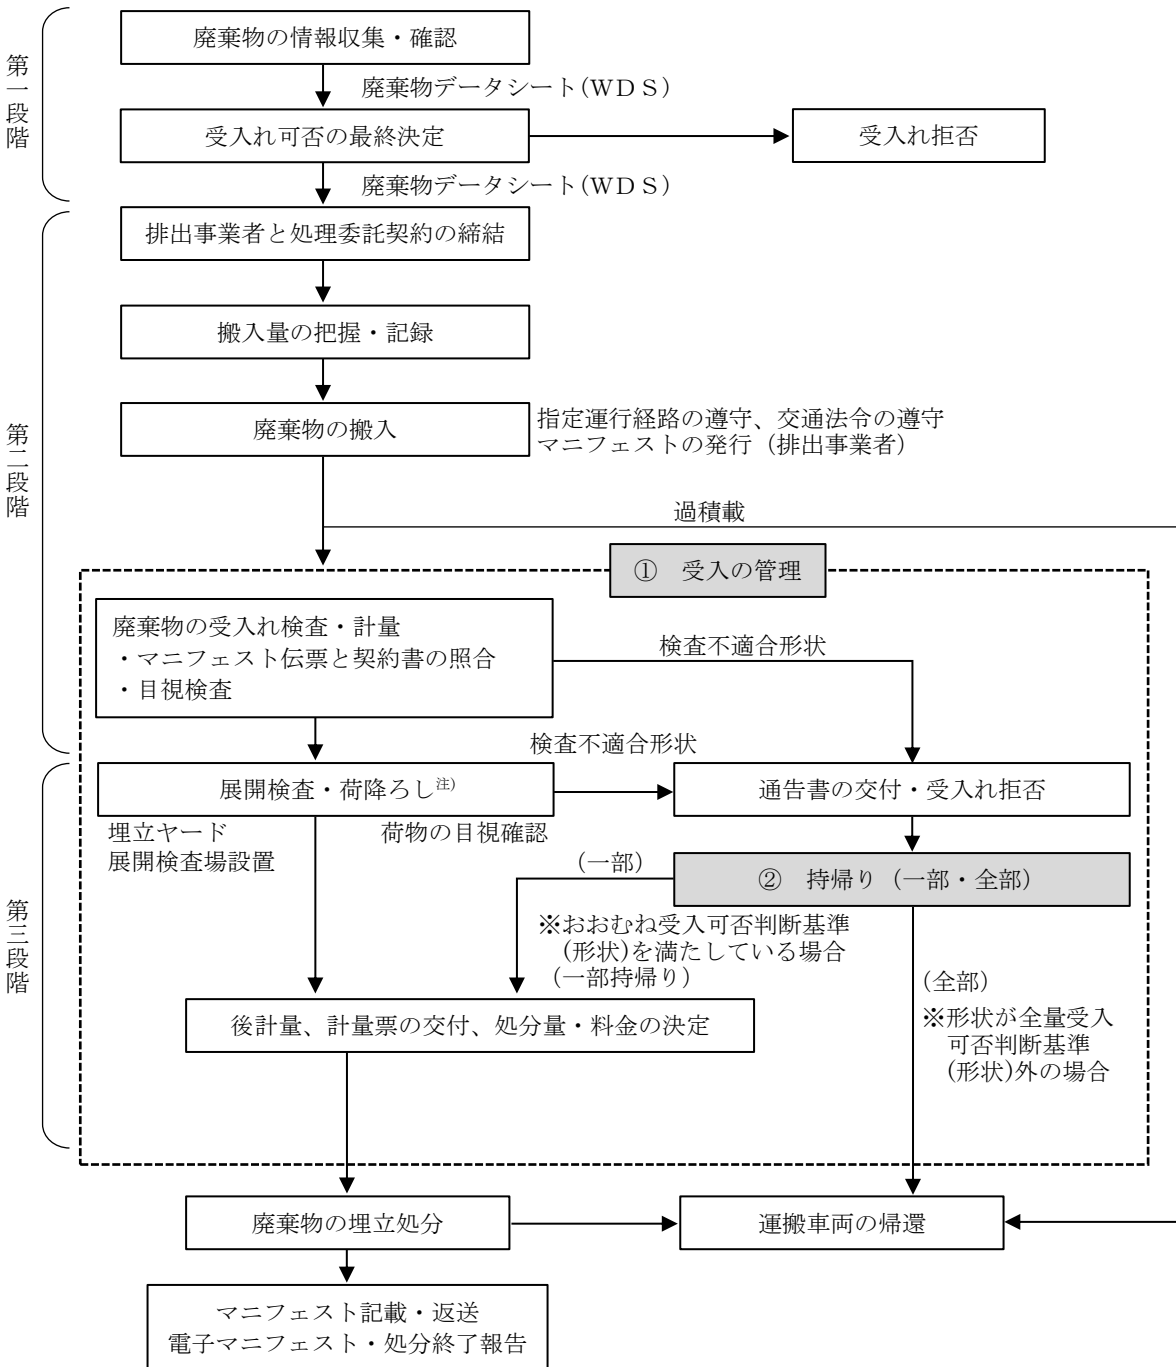 第一段階
廃棄物の情報収集・確認
廃棄物データシート(WDS)
受入れ可否の最終決定
受入れ拒否
廃棄物データシート(WDS)
第二段階
排出事業者と処理委託契約の締結
搬入量の把握・記録
廃棄物の搬入
指定運行経路の遵守、交通法令の遵守
マニフェストの発行（排出事業者）
過積載
① 受入の管理
廃棄物の受入れ検査・計量
・マニフェスト伝票と契約書の照合
・目視検査
検査不適合形状
検査不適合形状
第三段階
展開検査・荷降ろし注)
通告書の交付・受入れ拒否
埋立ヤード
展開検査場設置
荷物の目視確認
（一部）
② 持帰り（一部・全部）
※おおむね受入可否判断基準
(形状)を満たしている場合
（一部持帰り）
（全部）
※形状が全量受入
可否判断基準
(形状)外の場合
後計量、計量票の交付、処分量・料金の決定
廃棄物の埋立処分
運搬車両の帰還
マニフェスト記載・返送
電子マニフェスト・処分終了報告